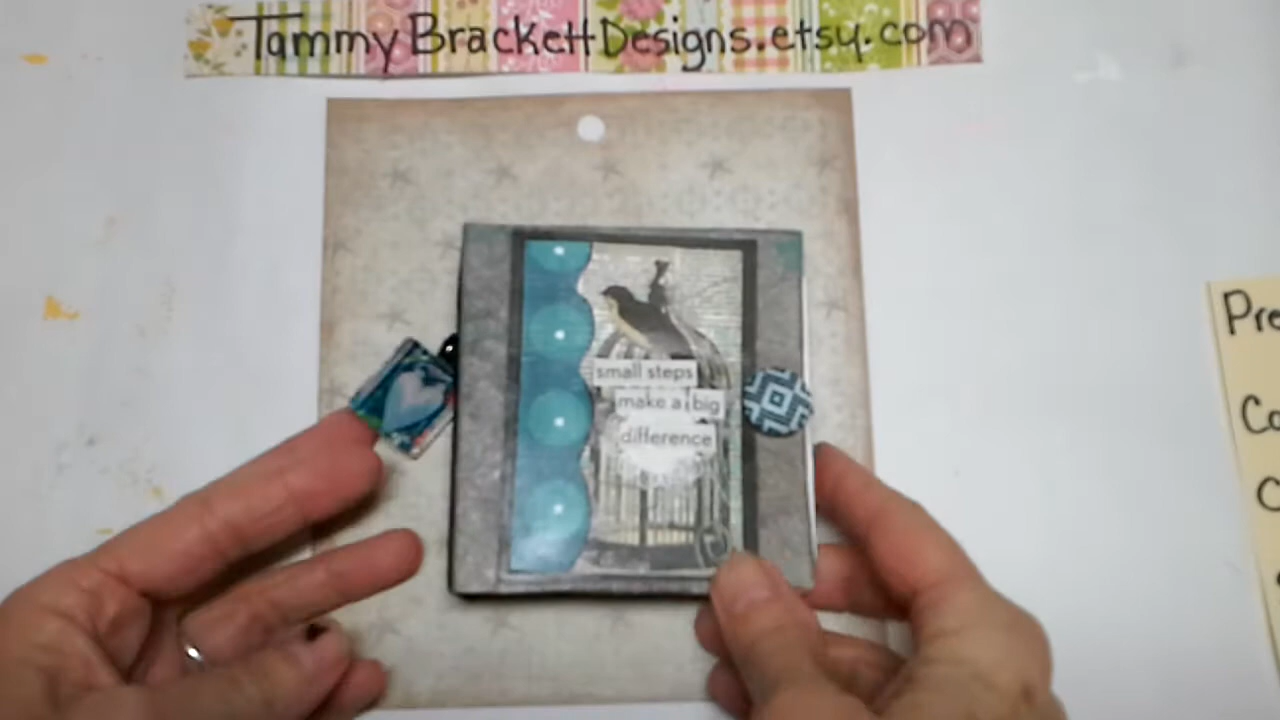 TammyBrackettDesigns.etsy.com
small steps
make a big
difference
Pre
Co
C